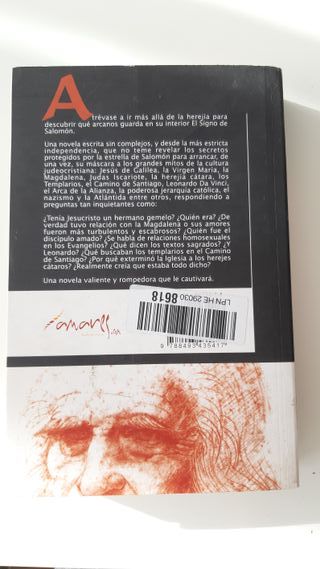 Atrévase a ir más allá de la herejía para
descubrir qué arcanos guarda en su interior El Signo de
Salomón.
Una novela escrita sin complejos, y desde la más estricta
independencia, que no teme revelar los secretos
protegidos por la estrella de Salomón para arrancar, de
una vez, su máscara a los grandes mitos de la cultura
judeocristiana: Jesús de Galilea, la Virgen María, la
Magdalena, Judas Iscariote, la herejía cátara, los
Templarios, el Camino de Santiago, Leonardo Da Vinci,
el Arca de la Alianza, la poderosa jerarquía católica, el
nazismo y la Atlántida entre otros, respondiendo a
preguntas tan inquietantes como:
¿Tenía Jesucristo un hermano gemelo? ¿Quién era? ¿De
verdad tuvo relación con la Magdalena o sus amores
fueron más turbulentos y escabrosos? ¿Quién fue el
discípulo amado? ¿Se habla de relaciones homosexuales
en los Evangelios? ¿Qué dicen los textos sagrados? ¿Y
Leonardo? ¿Qué buscaban los templarios en el Camino
de Santiago? ¿Por qué exterminó la Iglesia a los herejes
cátaros? ¿Realmente creía que estaba todo dicho?
Una novela valiente y rompedora que le cautivará.
LPN HE 29030 8618
9 788493 435417